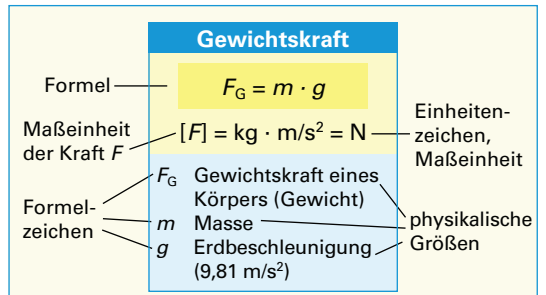 Gewichtskraft
Formel
F_G = m · g
Maßeinheit
der Kraft F
[F] = kg · m/s² = N
Einheiten-
zeichen,
Maßeinheit
Formel-
zeichen
F_G Gewichtskraft eines
Körpers (Gewicht)
m Masse
g Erdbeschleunigung
(9,81 m/s²)
physikalische
Größen